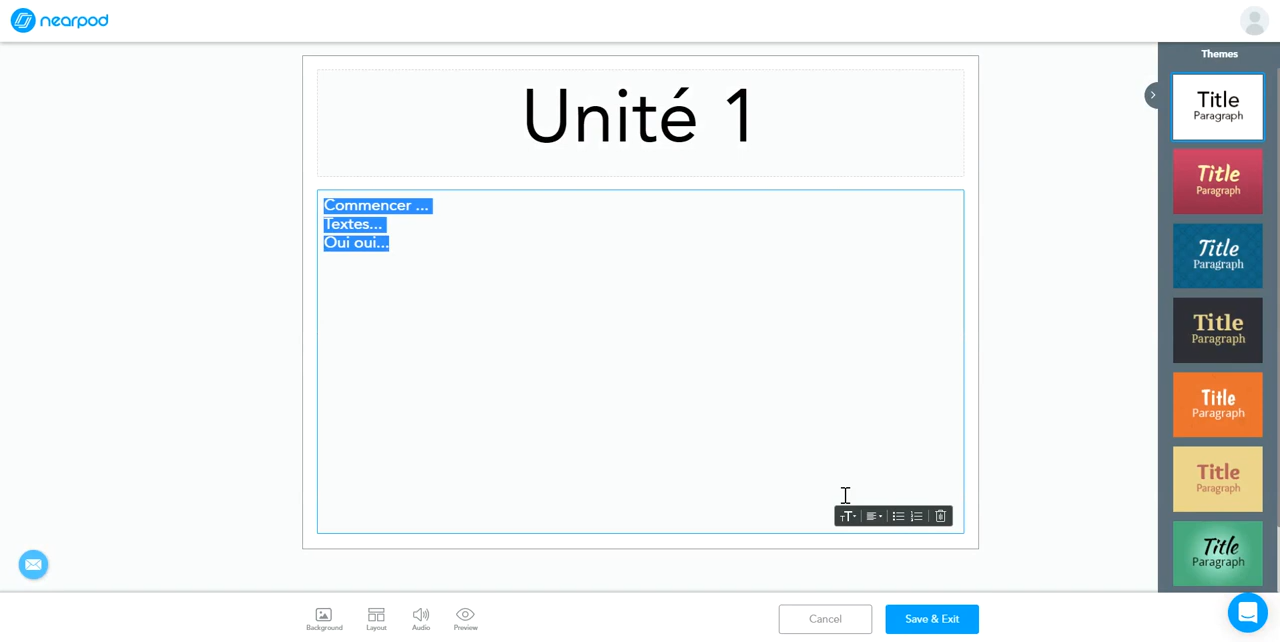 nearpod
Unité 1
Commencer ...
Textes...
Oui oui...
Themes
Title
Paragraph
Title
Paragraph
Title
Paragraph
Title
Paragraph
Title
Paragraph
Title
Paragraph
Title
Paragraph
Background
Layout
Audio
Preview
Cancel
Save & Exit